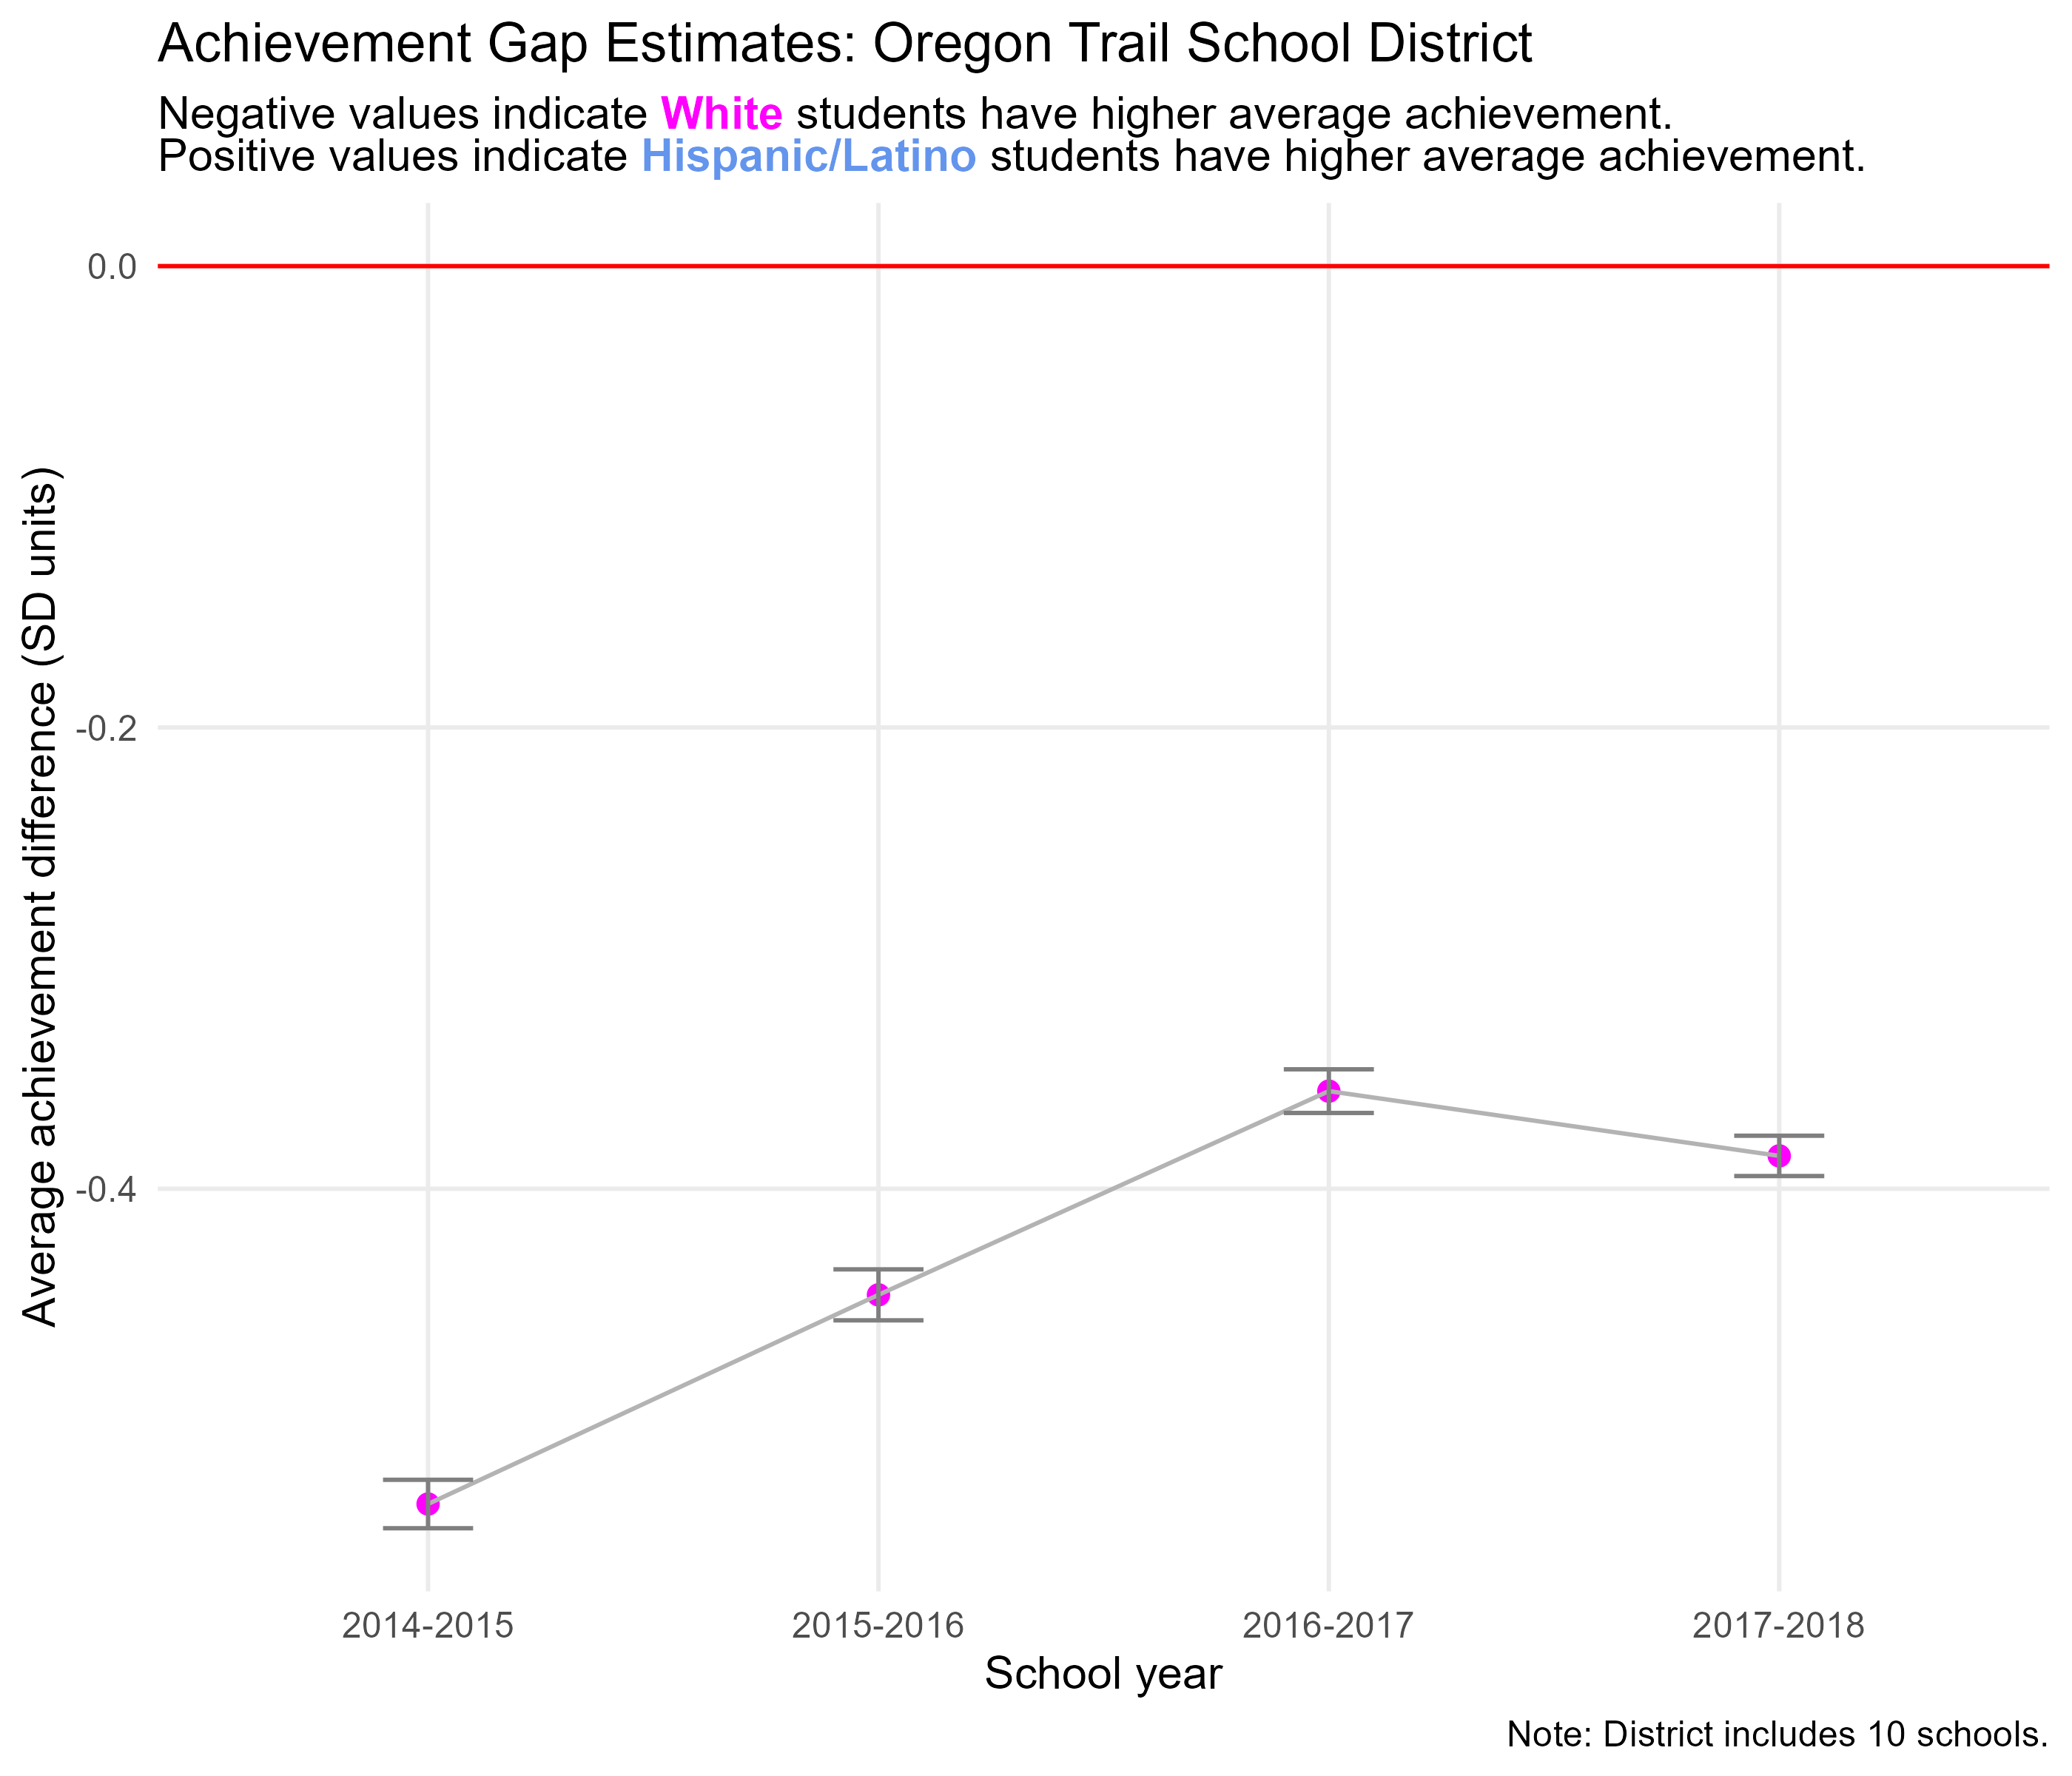 Achievement Gap Estimates: Oregon Trail School District
Negative values indicate White students have higher average achievement.
Positive values indicate Hispanic/Latino students have higher average achievement.
Average achievement difference (SD units)
0.0
-0.2
-0.4
2014-2015
2015-2016
2016-2017
2017-2018
School year
Note: District includes 10 schools.